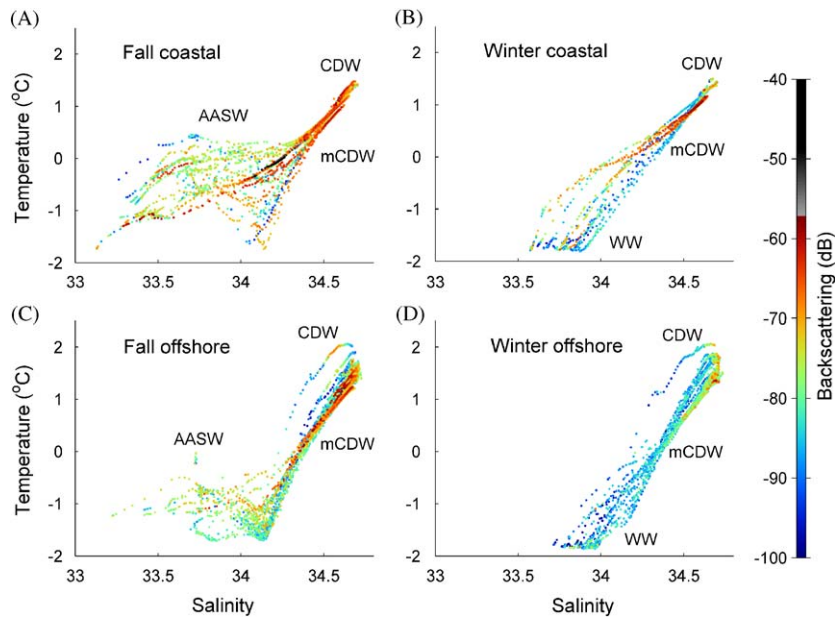 (A)
Fall coastal
CDW
AASW
mCDW
Temperature (°C)
2
1
0
-1
-2
33
33.5
34
34.5
(B)
Winter coastal
CDW
mCDW
WW
2
1
0
-1
-2
33
33.5
34
34.5
(C)
Fall offshore
CDW
AASW
mCDW
Temperature (°C)
2
1
0
-1
-2
33
33.5
34
34.5
Salinity
(D)
Winter offshore
CDW
mCDW
WW
2
1
0
-1
-2
33
33.5
34
34.5
Salinity
-40
-50
-60
-70
-80
-90
-100
Backscattering (dB)